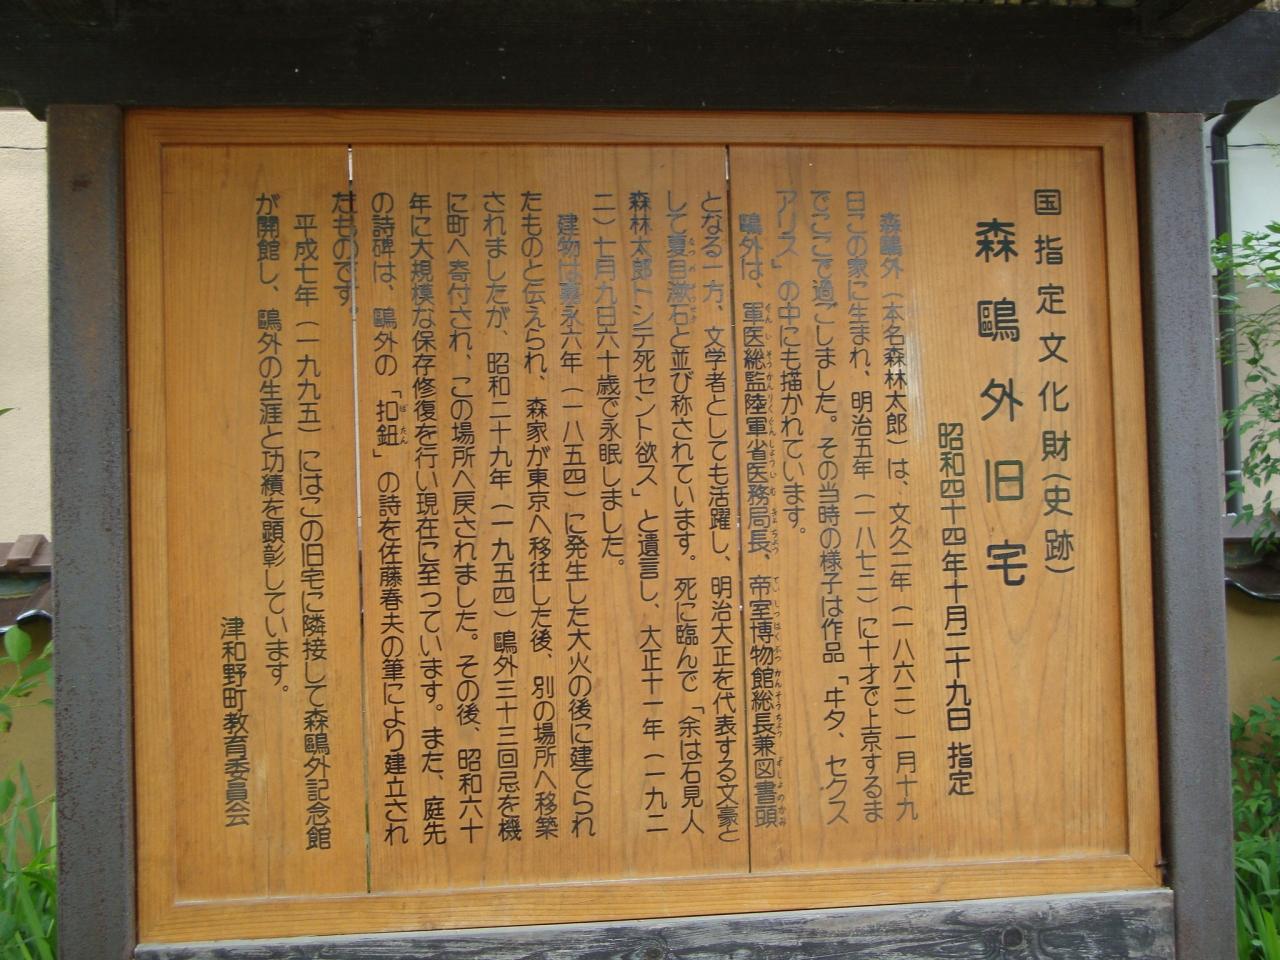 国指定文化財(史跡)
森鷗外旧宅
昭和四十四年十月二十九日 指定
森鷗外(本名森林太郎)は、文久二年(一八六二)一月十九
日この家に生まれ、明治五年(一八七二)に十才で上京するま
でここで過ごしました。その当時の様子は作品「ヰタ、セクス
アリス」の中にも描かれています。
鷗外は、軍医総監陸軍省医務局長、帝室博物館総長兼図書頭
となる一方、文学者としても活躍し、明治大正を代表する文豪と
して夏目漱石と並び称されています。死に臨んで「余は石見人
森林太郎トシテ死セント欲ス」と遺言し、大正十一年(一九二
二)七月九日六十歳で永眠しました。
建物は嘉永六年(一八五四)に発生した大火の後に建てられ
たものと伝えられ、森家が東京へ移住した後、別の場所へ移築
されましたが、昭和二十九年(一九五四)鷗外三十三回忌を機
に町へ寄付され、この場所へ戻されました。その後、昭和六十
年に大規模な保存修復を行い現在に至っています。また、庭先
の詩碑は、鷗外の「扣鈕」の詩を佐藤春夫の筆により建立され
たものです。
平成七年(一九九五)にはこの旧宅に隣接して森鷗外記念館
が開館し、鷗外の生涯と功績を顕彰しています。
津和野町教育委員会